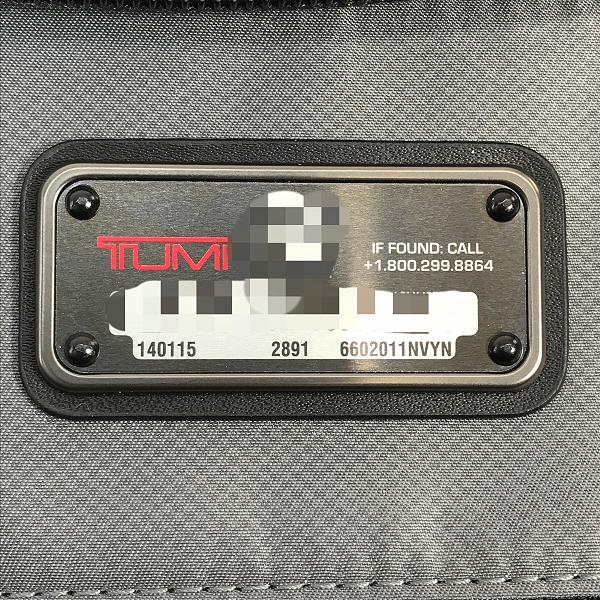 TUMI
IF FOUND: CALL
+1.800.299.8864
140115 2891 6602011NVYN